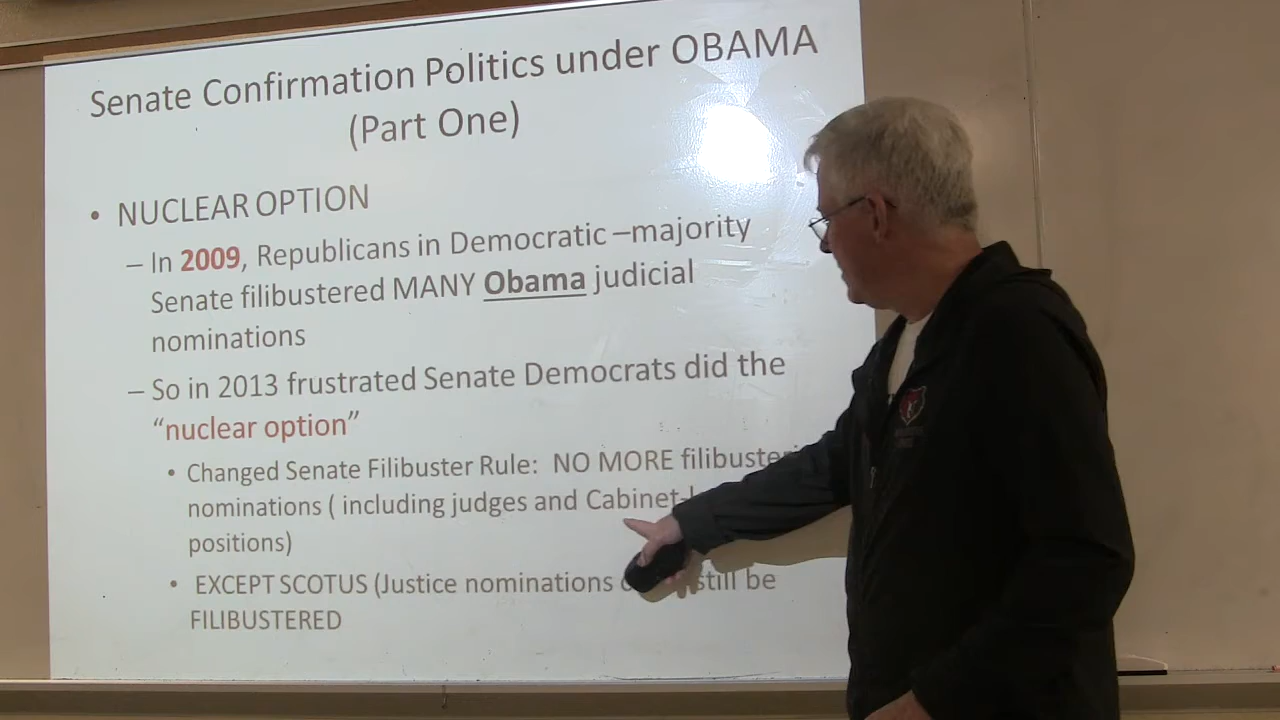 Senate Confirmation Politics under OBAMA
(Part One)
• NUCLEAR OPTION
– In 2009, Republicans in Democratic –majority
Senate filibustered MANY Obama judicial
nominations
– So in 2013 frustrated Senate Democrats did the
“nuclear option”
• Changed Senate Filibuster Rule: NO MORE
nominations ( including judges and
positions)
• EXCEPT SCOTUS (Justice nominations still be
FILIBUSTERED